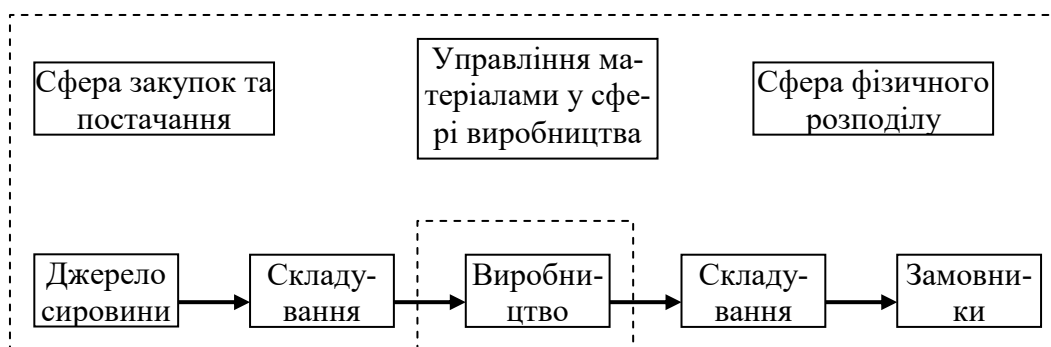 Сфера закупок та
постачання
Управління ма-
теріалами у сфе-
рі виробництва
Сфера фізичного
розподілу
Джерело
сировини
Складу-
вання
Виробни-
цтво
Складу-
вання
Замовни-
ки